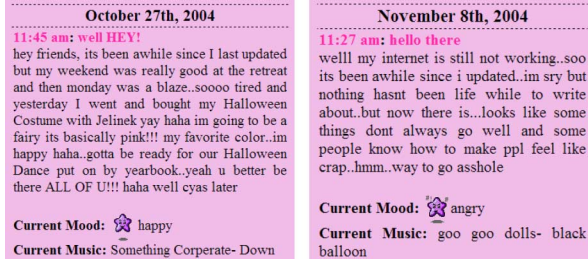 October 27th, 2004
11:45 am: well HEY!
hey friends, its been awhile since I last updated
but my weekend was really good at the retreat
and then monday was a blaze..soooo tired and
yesterday I went and bought my Halloween
Costume with Jelinek yay haha im going to be a
fairy its basically pink!!! my favorite color..im
happy haha..gotta be ready for our Halloween
Dance put on by yearbook..yeah u better be
there ALL OF U!!! haha well cyas later
Current Mood: happy
Current Music: Something Corperate- Down
November 8th, 2004
11:27 am: hello there
welll my internet is still not working..soo
its been awhile since i updated..im sry but
nothing hasnt been life while to write
about..but now there is...looks like some
things dont always go well and some
people know how to make ppl feel like
crap..hmm..way to go asshole
Current Mood: angry
Current Music: goo goo dolls- black
balloon